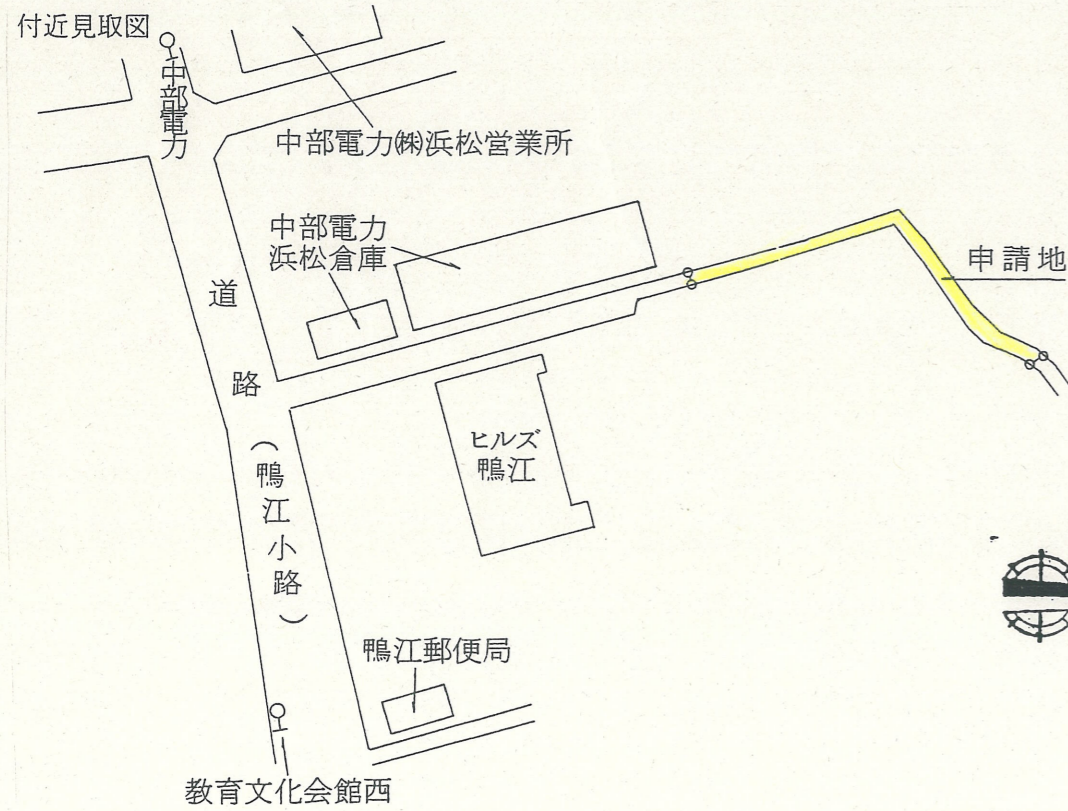 付近見取図
中部電力
中部電力㈱浜松営業所
中部電力
浜松倉庫
申請地
道路(鴨江小路)
ヒルズ
鴨江
鴨江郵便局
教育文化会館西